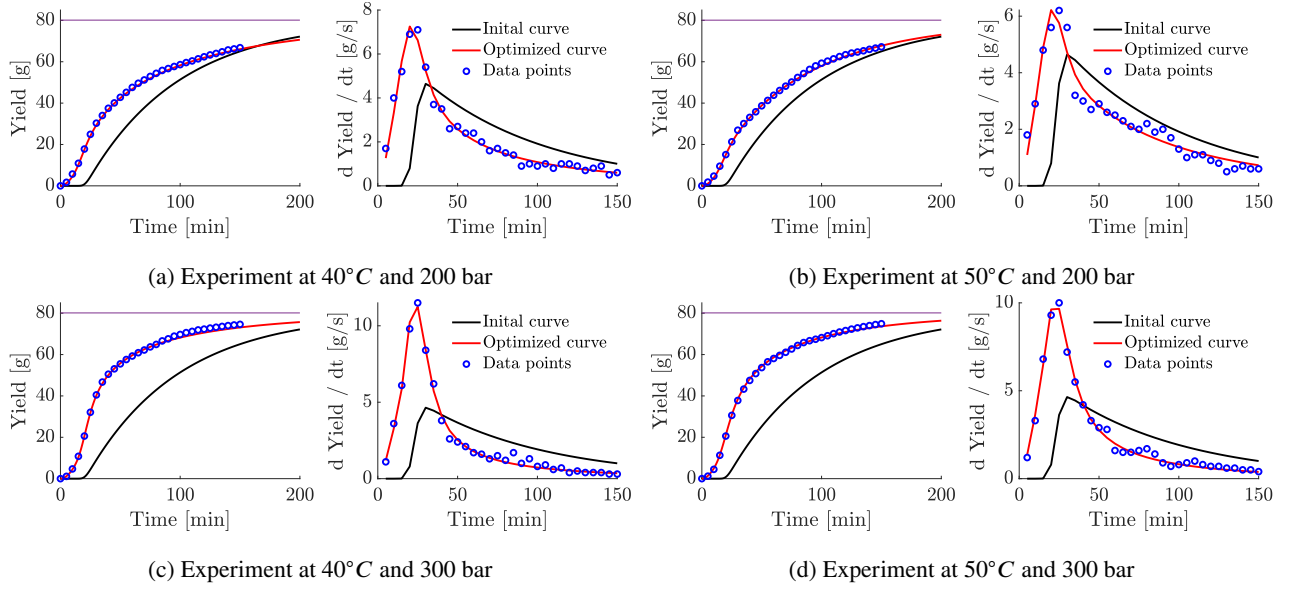 80
60
40
20
0
Yield [g]
0
100
200
Time [min]
8
6
4
2
0
d Yield / dt [g/s]
Inital curve
Optimized curve
Data points
0
50
100
150
Time [min]
(a) Experiment at 40°C and 200 bar
80
60
40
20
0
Yield [g]
0
100
200
Time [min]
6
4
2
0
d Yield / dt [g/s]
Inital curve
Optimized curve
Data points
0
50
100
150
Time [min]
(b) Experiment at 50°C and 200 bar
80
60
40
20
0
Yield [g]
0
100
200
Time [min]
10
5
0
d Yield / dt [g/s]
Inital curve
Optimized curve
Data points
0
50
100
150
Time [min]
(c) Experiment at 40°C and 300 bar
80
60
40
20
0
Yield [g]
0
100
200
Time [min]
10
5
0
d Yield / dt [g/s]
Inital curve
Optimized curve
Data points
0
50
100
150
Time [min]
(d) Experiment at 50°C and 300 bar